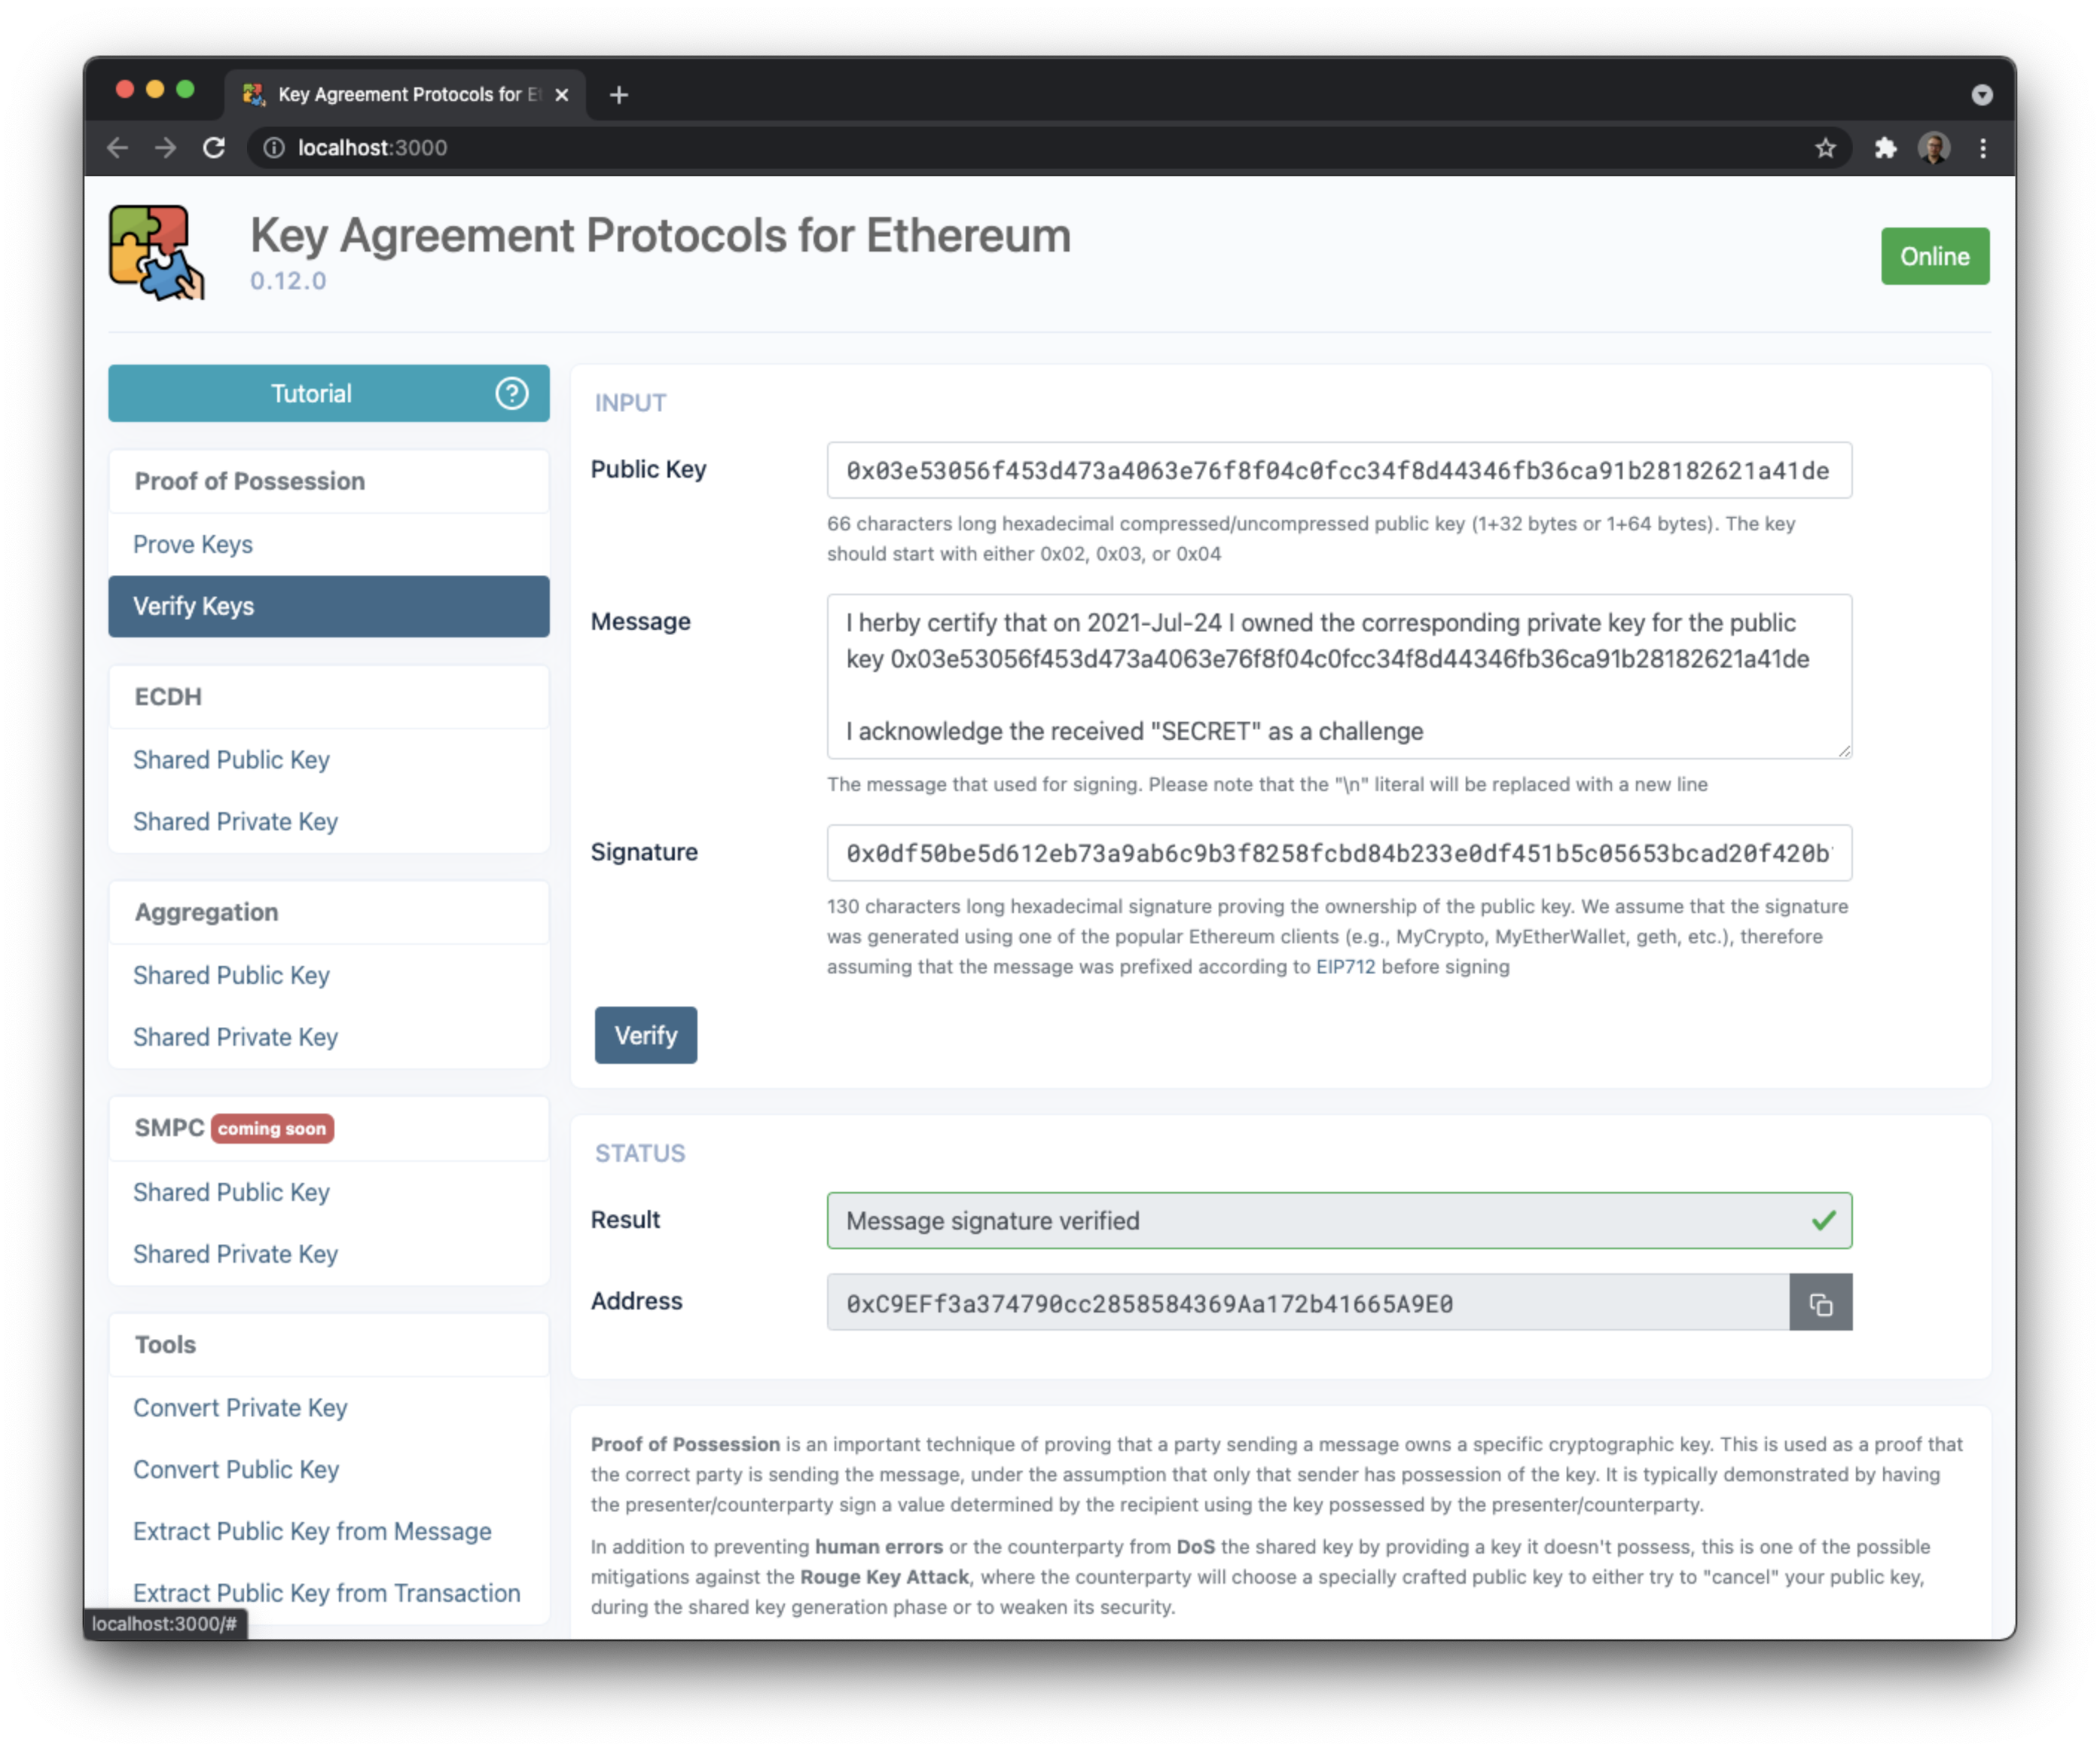 Key Agreement Protocols for Et
localhost:3000
Key Agreement Protocols for Ethereum
0.12.0
Online
Tutorial
Proof of Possession
Prove Keys
Verify Keys
ECDH
Shared Public Key
Shared Private Key
Aggregation
Shared Public Key
Shared Private Key
SMPC coming soon
Shared Public Key
Shared Private Key
Tools
Convert Private Key
Convert Public Key
Extract Public Key from Message
Extract Public Key from Transaction
localhost:3000/#
INPUT
Public Key
0x03e53056f453d473a4063e76f8f04c0fcc34f8d44346fb36ca91b28182621a41de
66 characters long hexadecimal compressed/uncompressed public key (1+32 bytes or 1+64 bytes). The key
should start with either 0x02, 0x03, or 0x04
Message
I herby certify that on 2021-Jul-24 I owned the corresponding private key for the public
key 0x03e53056f453d473a4063e76f8f04c0fcc34f8d44346fb36ca91b28182621a41de
I acknowledge the received "SECRET" as a challenge
The message that used for signing. Please note that the "\n" literal will be replaced with a new line
Signature
0x0df50be5d612eb73a9ab6c9b3f8258fcbd84b233e0df451b5c05653bcad20f420b
130 characters long hexadecimal signature proving the ownership of the public key. We assume that the signature
was generated using one of the popular Ethereum clients (e.g., MyCrypto, MyEtherWallet, geth, etc.), therefore
assuming that the message was prefixed according to EIP712 before signing
Verify
STATUS
Result
Message signature verified
Address
0xC9EFf3a374790cc2858584369Aa172b41665A9E0
Proof of Possession is an important technique of proving that a party sending a message owns a specific cryptographic key. This is used as a proof that
the correct party is sending the message, under the assumption that only that sender has possession of the key. It is typically demonstrated by having
the presenter/counterparty sign a value determined by the recipient using the key possessed by the presenter/counterparty.
In addition to preventing human errors or the counterparty from DoS the shared key by providing a key it doesn't possess, this is one of the possible
mitigations against the Rouge Key Attack, where the counterparty will choose a specially crafted public key to either try to "cancel" your public key,
during the shared key generation phase or to weaken its security.